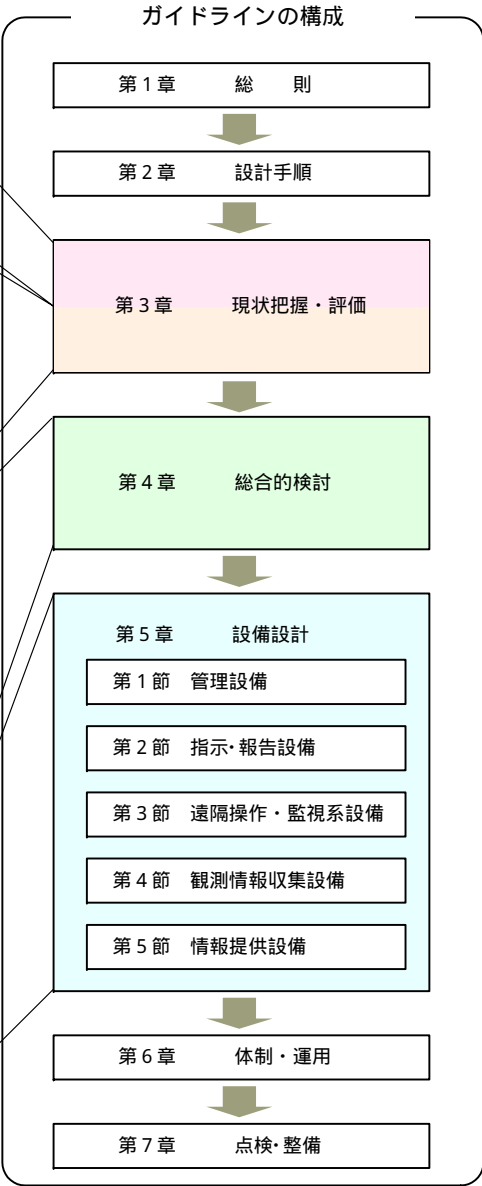 ガイドラインの構成
第1章 総 則
第2章 設計手順
第3章 現状把握・評価
第4章 総合的検討
第5章 設備設計
第1節 管理設備
第2節 指示・報告設備
第3節 遠隔操作・監視系設備
第4節 観測情報収集設備
第5節 情報提供設備
第6章 体制・運用
第7章 点検・整備